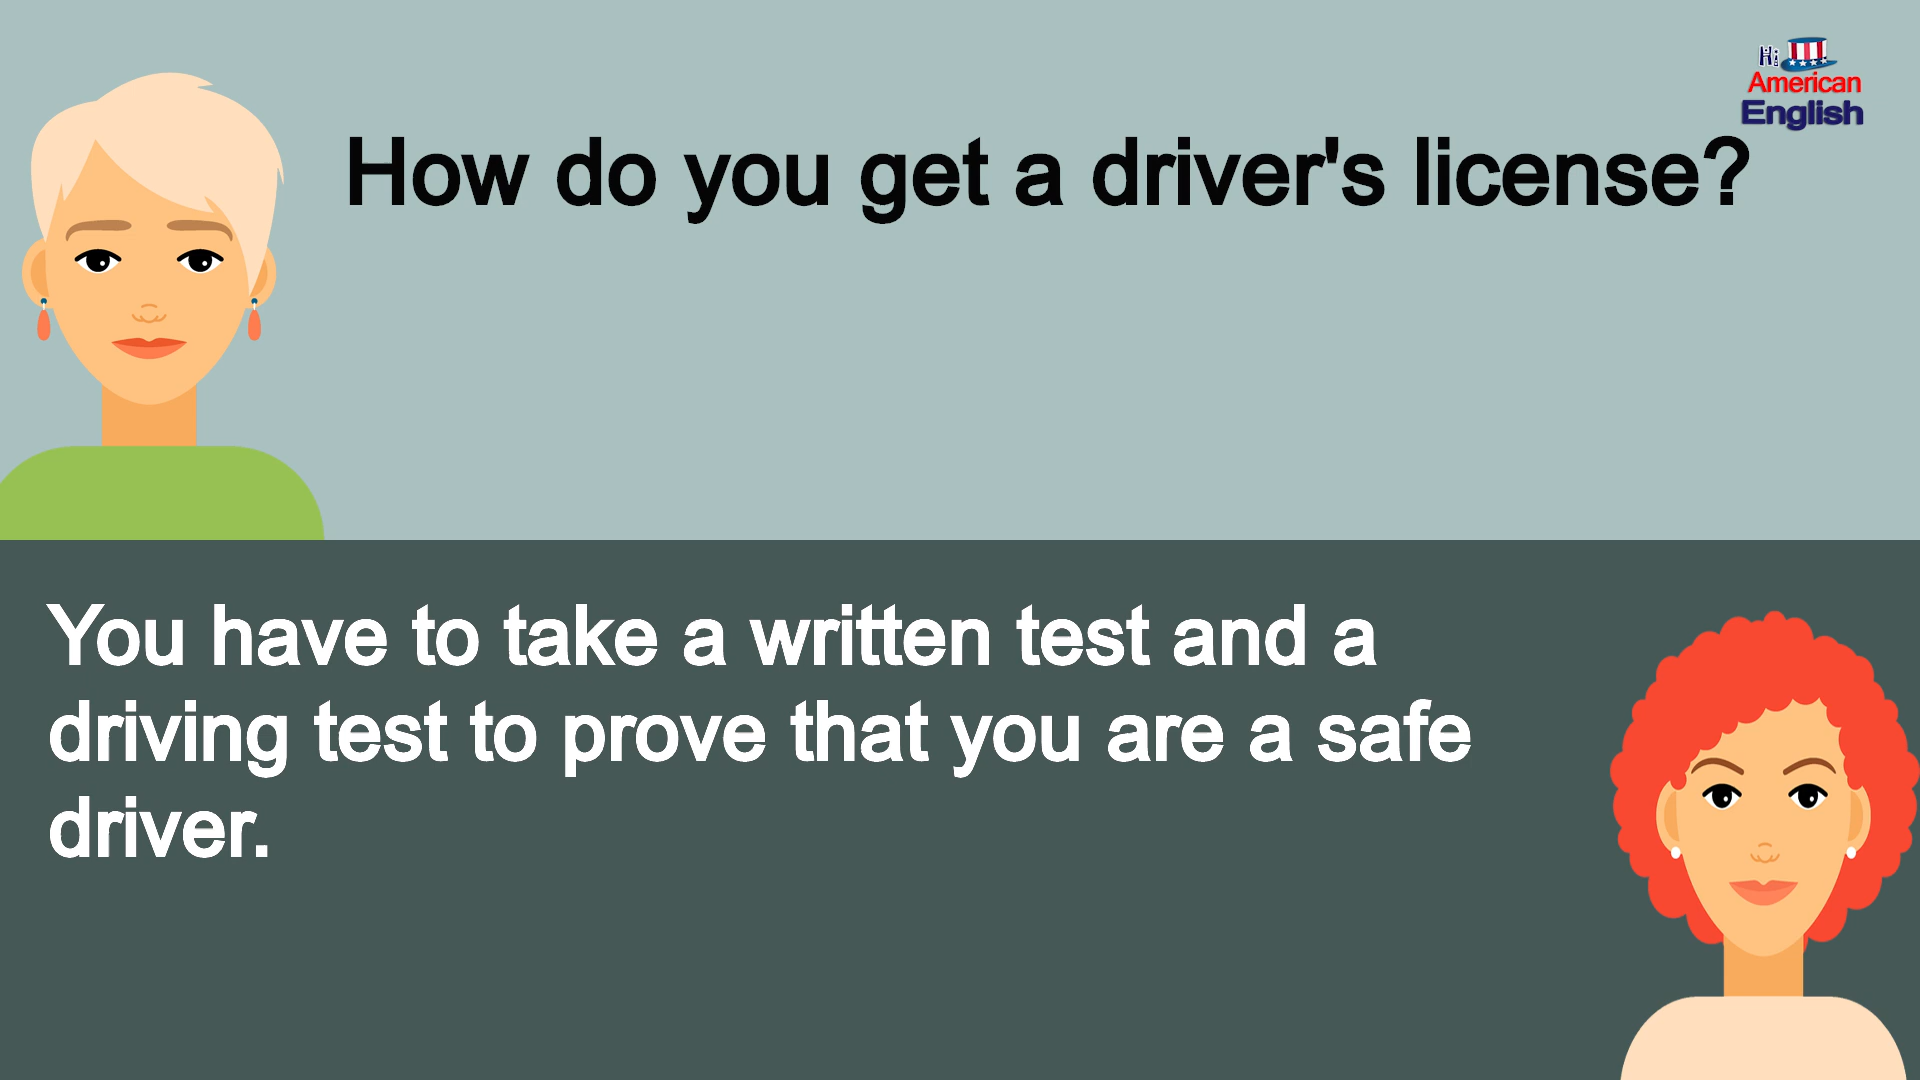 Hi
American
English
How do you get a driver's license?
You have to take a written test and a
driving test to prove that you are a safe
driver.